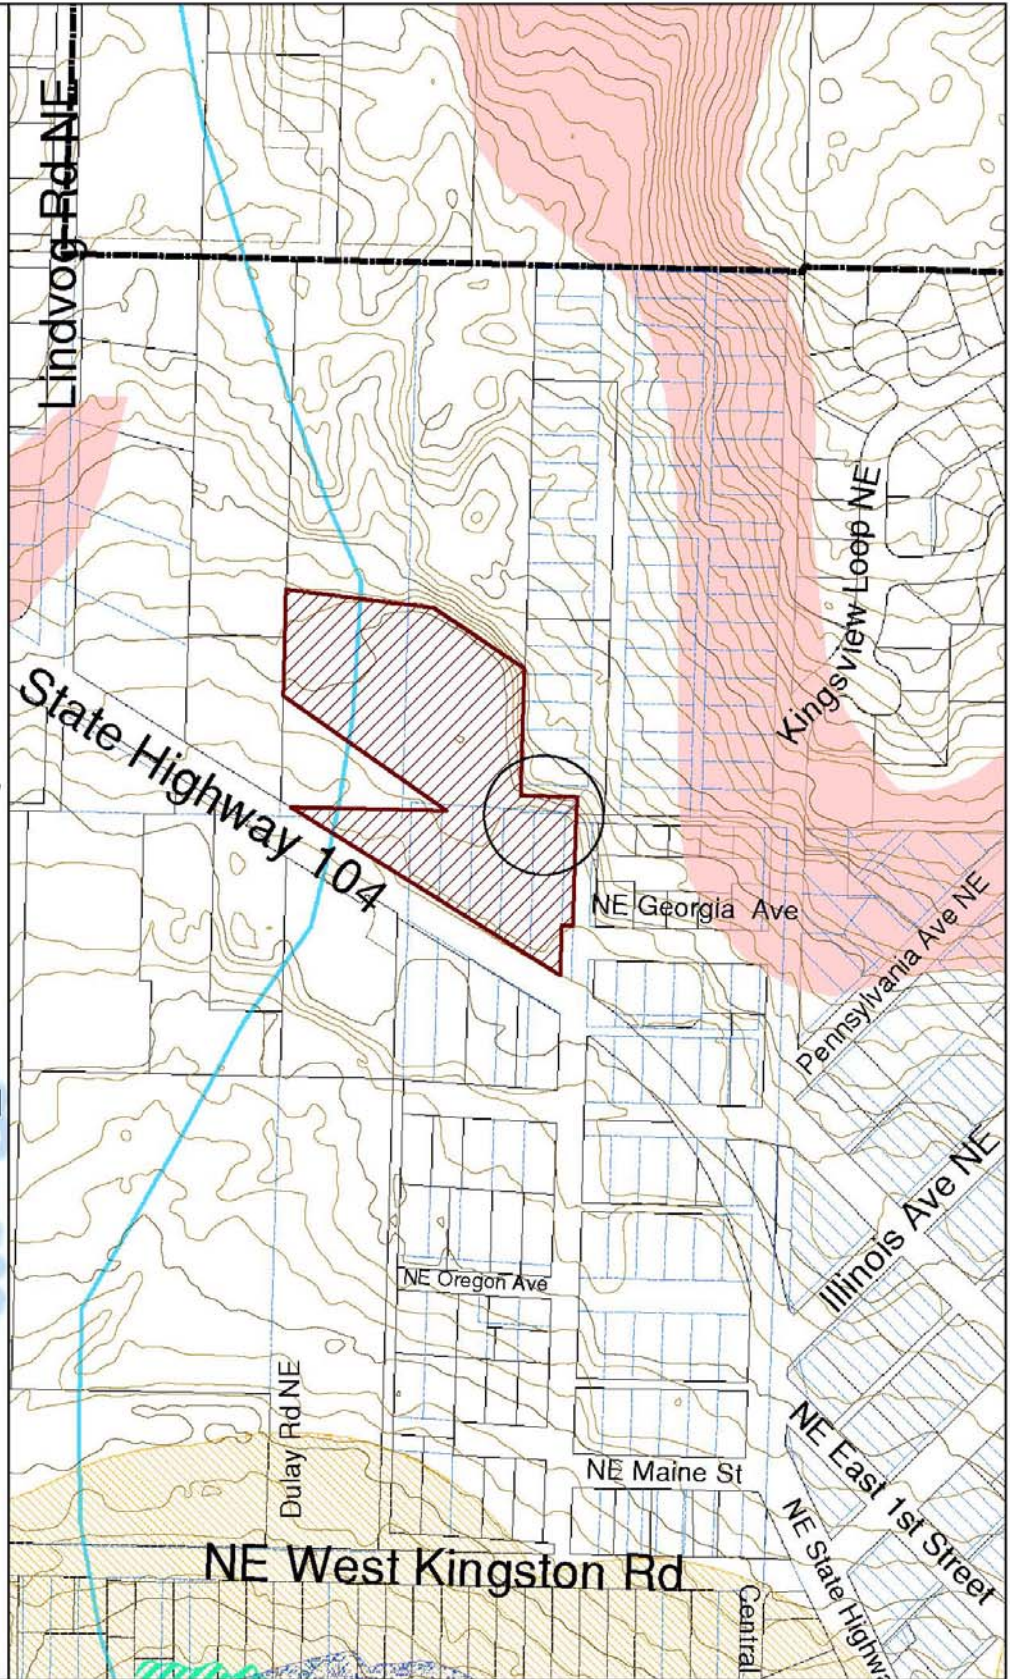 Lindvog Rd NE
Kingsview Loop NE
State Highway 104
NE Georgia Ave
Pennsylvania Ave NE
Illinois Ave NE
NE Oregon Ave
Dulay Rd NE
NE East 1st Street
NE Maine St
NE State Highwa
NE West Kingston Rd
Central